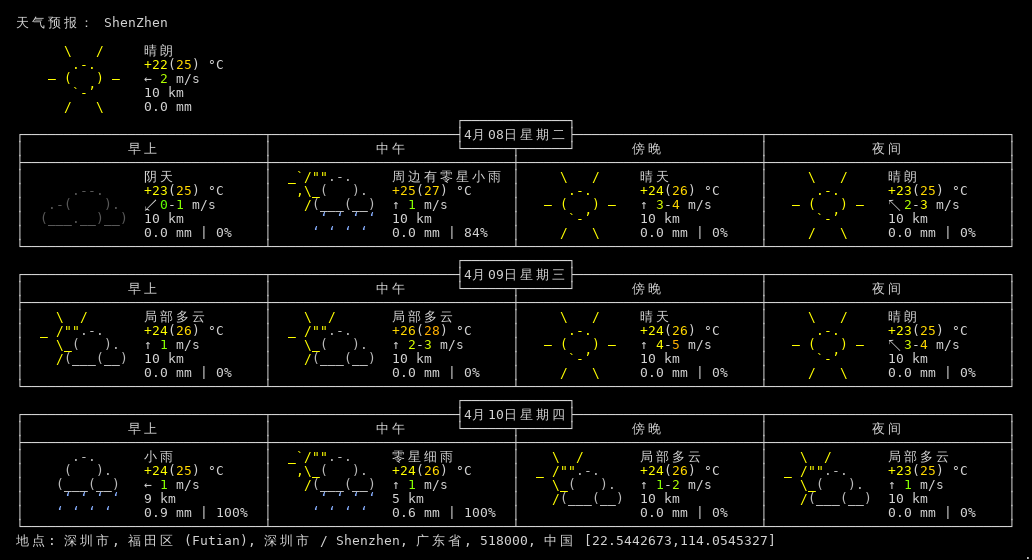 天气预报： ShenZhen
晴朗
+22(25) °C
← 2 m/s
10 km
0.0 mm
4月08日星期二
早上 中午 傍晚 夜间
阴天 周边有零星小雨 晴天 晴朗
+23(25) °C +25(27) °C +24(26) °C +23(25) °C
↙ 0-1 m/s ↑ 1 m/s ↑ 3-4 m/s ↖ 2-3 m/s
10 km 10 km 10 km 10 km
0.0 mm | 0% 0.0 mm | 84% 0.0 mm | 0% 0.0 mm | 0%
4月09日星期三
早上 中午 傍晚 夜间
局部多云 局部多云 晴天 晴朗
+24(26) °C +26(28) °C +24(26) °C +23(25) °C
↑ 1 m/s ↑ 2-3 m/s ↑ 4-5 m/s ↖ 3-4 m/s
10 km 10 km 10 km 10 km
0.0 mm | 0% 0.0 mm | 0% 0.0 mm | 0% 0.0 mm | 0%
4月10日星期四
早上 中午 傍晚 夜间
小雨 零星细雨 局部多云 局部多云
+24(25) °C +24(26) °C +24(26) °C +23(25) °C
← 1 m/s ↑ 1 m/s ↑ 1-2 m/s ↑ 1 m/s
9 km 5 km 10 km 10 km
0.9 mm | 100% 0.6 mm | 100% 0.0 mm | 0% 0.0 mm | 0%
地点: 深圳市, 福田区 (Futian), 深圳市 / Shenzhen, 广东省, 518000, 中国 [22.5442673,114.0545327]